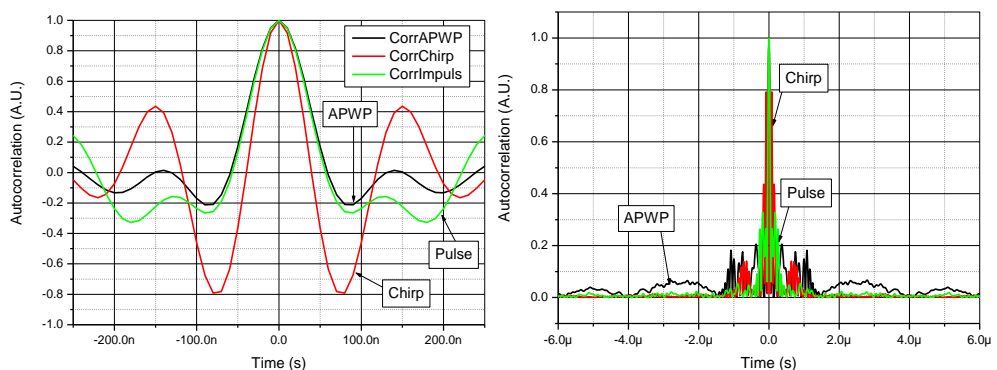 1.0
0.8
0.6
0.4
0.2
0.0
-0.2
-0.4
-0.6
-0.8
-1.0
Autocorrelation (A.U.)
CorrAPWP
CorrChirp
CorrImpuls
APWP
Pulse
Chirp
-200.0n -100.0n 0.0 100.0n 200.0n
Time (s)
1.0
0.8
0.6
0.4
0.2
0.0
Autocorrelation (A.U.)
Chirp
Pulse
APWP
-6.0µ -4.0µ -2.0µ 0.0 2.0µ 4.0µ 6.0µ
Time (s)